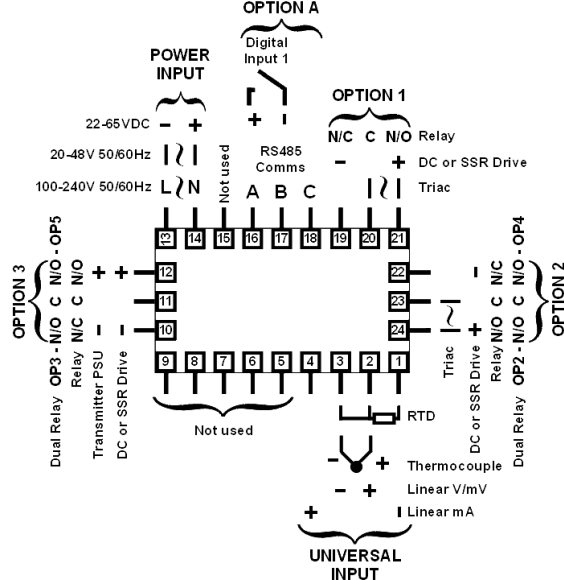 OPTION A
Digital
Input 1
POWER
INPUT
OPTION 1
22-65VDC − +
+ −
N/C C N/O Relay
20-48V 50/60Hz
Not used
RS485
Comms
− + DC or SSR Drive
100-240V 50/60Hz L N
A B C
Triac
13 14 15 16 17 18 19 20 21
OPTION 3
Dual Relay OP3 - N/O C N/O - OP5
Relay N/C C N/O
Transmitter PSU − +
DC or SSR Drive − +
12
11
10
22
23
24
Triac
DC or SSR Drive + −
Relay N/O C N/C
Dual Relay OP2 - N/O C N/O - OP4
OPTION 2
9 8 7 6 5 4 3 2 1
Not used
RTD
− + Thermocouple
− + Linear V/mV
+ − Linear mA
UNIVERSAL
INPUT